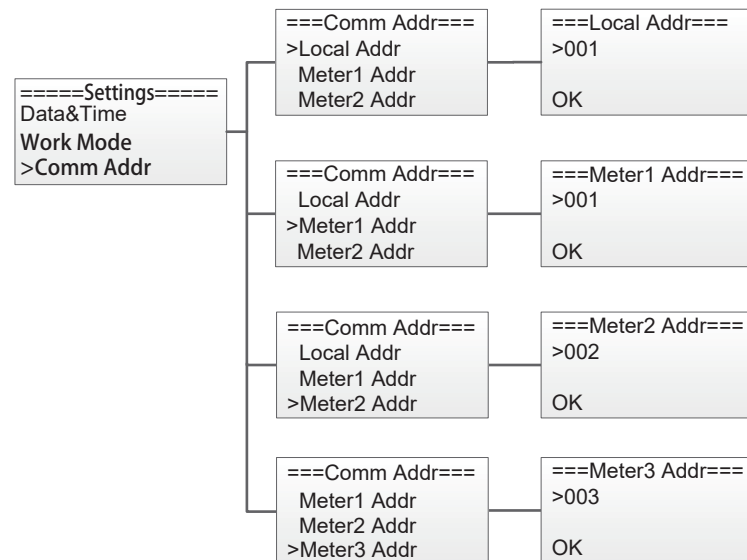 =====Settings=====
Data&Time
Work Mode
>Comm Addr
===Comm Addr===
>Local Addr
Meter1 Addr
Meter2 Addr
===Local Addr===
>001
OK
===Comm Addr===
Local Addr
>Meter1 Addr
Meter2 Addr
===Meter1 Addr===
>001
OK
===Comm Addr===
Local Addr
Meter1 Addr
>Meter2 Addr
===Meter2 Addr===
>002
OK
===Comm Addr===
Meter1 Addr
Meter2 Addr
>Meter3 Addr
===Meter3 Addr===
>003
OK